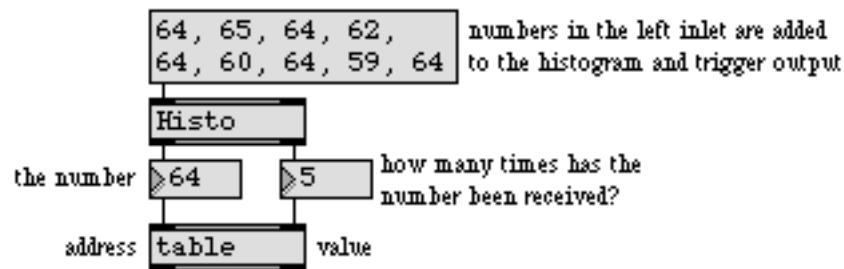 64, 65, 64, 62,
64, 60, 64, 59, 64
numbers in the left inlet are added
to the histogram and trigger output
Histo
the number
64
5
how many times has the
number been received?
address
table
value